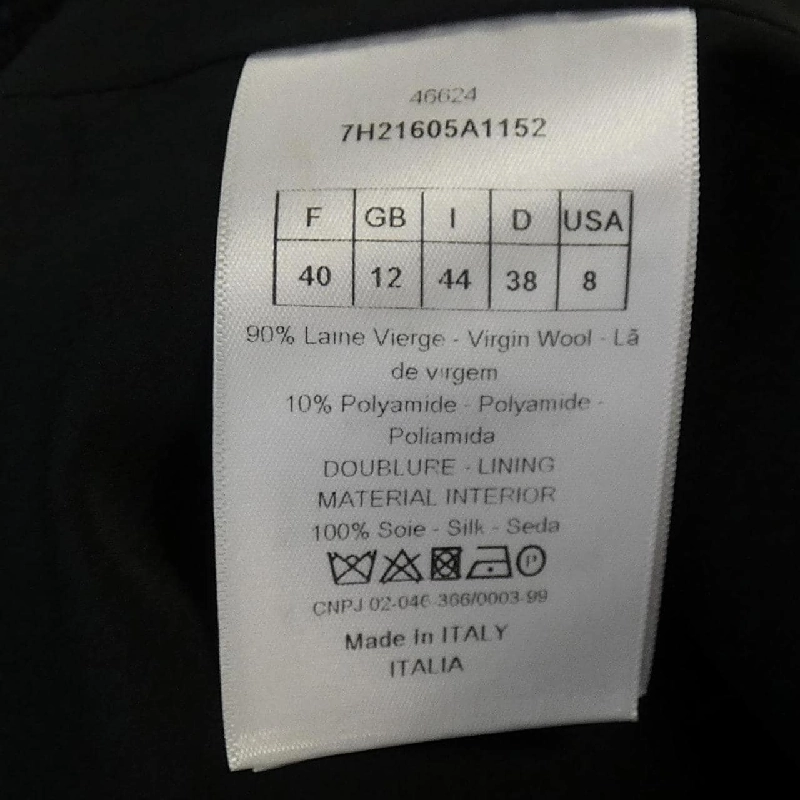 46624
7H21605A1152
F GB I D USA
40 12 44 38 8
90% Laine Vierge - Virgin Wool - Lã
de virgem
10% Polyamide - Polyamide -
Poliamida
DOUBLURE - LINING
MATERIAL INTERIOR
100% Soie - Silk - Seda
P
CNPJ 02-046 366/0003-99
Made in ITALY
ITALIA